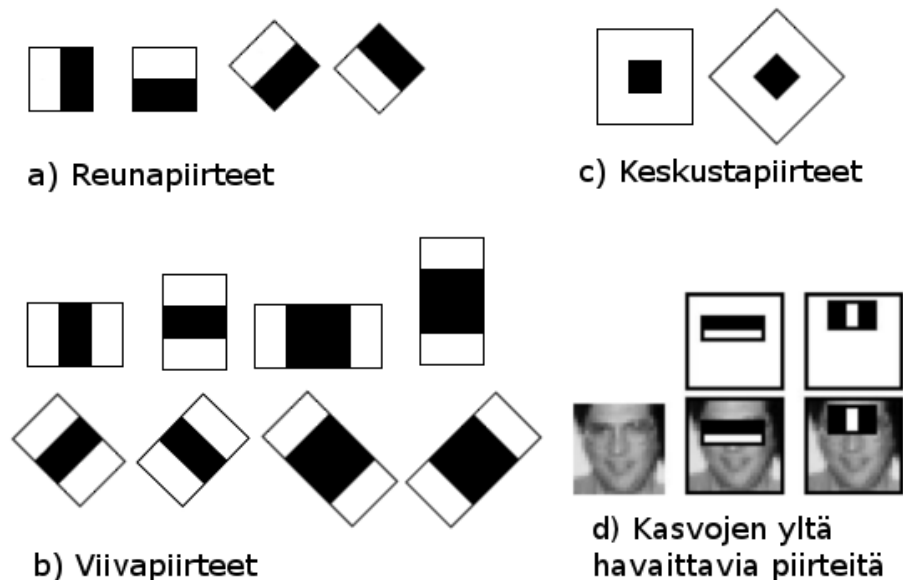 a) Reunapiirteet
c) Keskustapiirteet
b) Viivapiirteet
d) Kasvojen yltä
havaittavia piirteitä